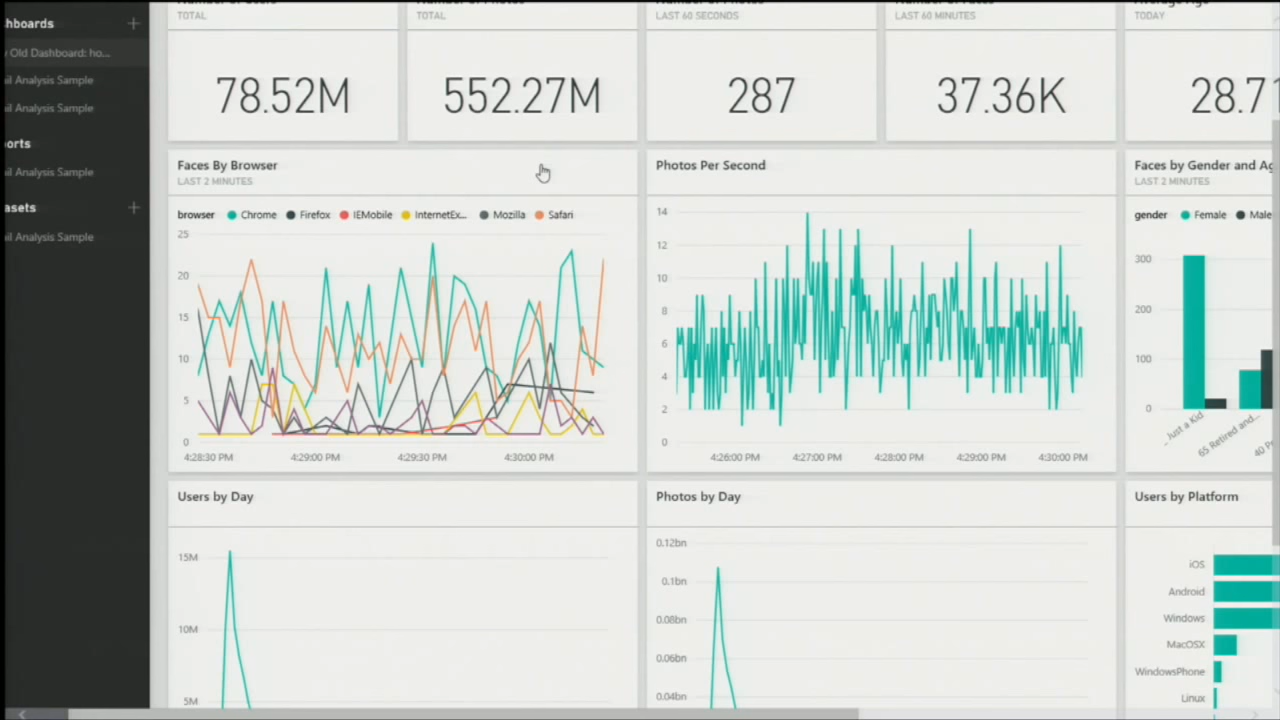 TOTAL
TOTAL
LAST 60 SECONDS
LAST 60 MINUTES
TODAY
hboards +
Old Dashboard: ho...
il Analysis Sample
il Analysis Sample
orts
il Analysis Sample
asets +
il Analysis Sample
78.52M
552.27M
287
37.36K
28.71
Faces By Browser
LAST 2 MINUTES
browser Chrome Firefox IEMobile InternetEx... Mozilla Safari
25
20
15
10
5
0
4:28:30 PM 4:29:00 PM 4:29:30 PM 4:30:00 PM
Photos Per Second
14
12
10
8
6
4
2
0
4:26:00 PM 4:27:00 PM 4:28:00 PM 4:29:00 PM 4:30:00 PM
Faces by Gender and Ag
LAST 2 MINUTES
gender Female Male
300
200
100
0
... Just a Kid
65 Retired and...
40 P
Users by Day
15M
10M
5M
Photos by Day
0.12bn
0.1bn
0.08bn
0.06bn
0.04bn
Users by Platform
iOS
Android
Windows
MacOSX
WindowsPhone
Linux